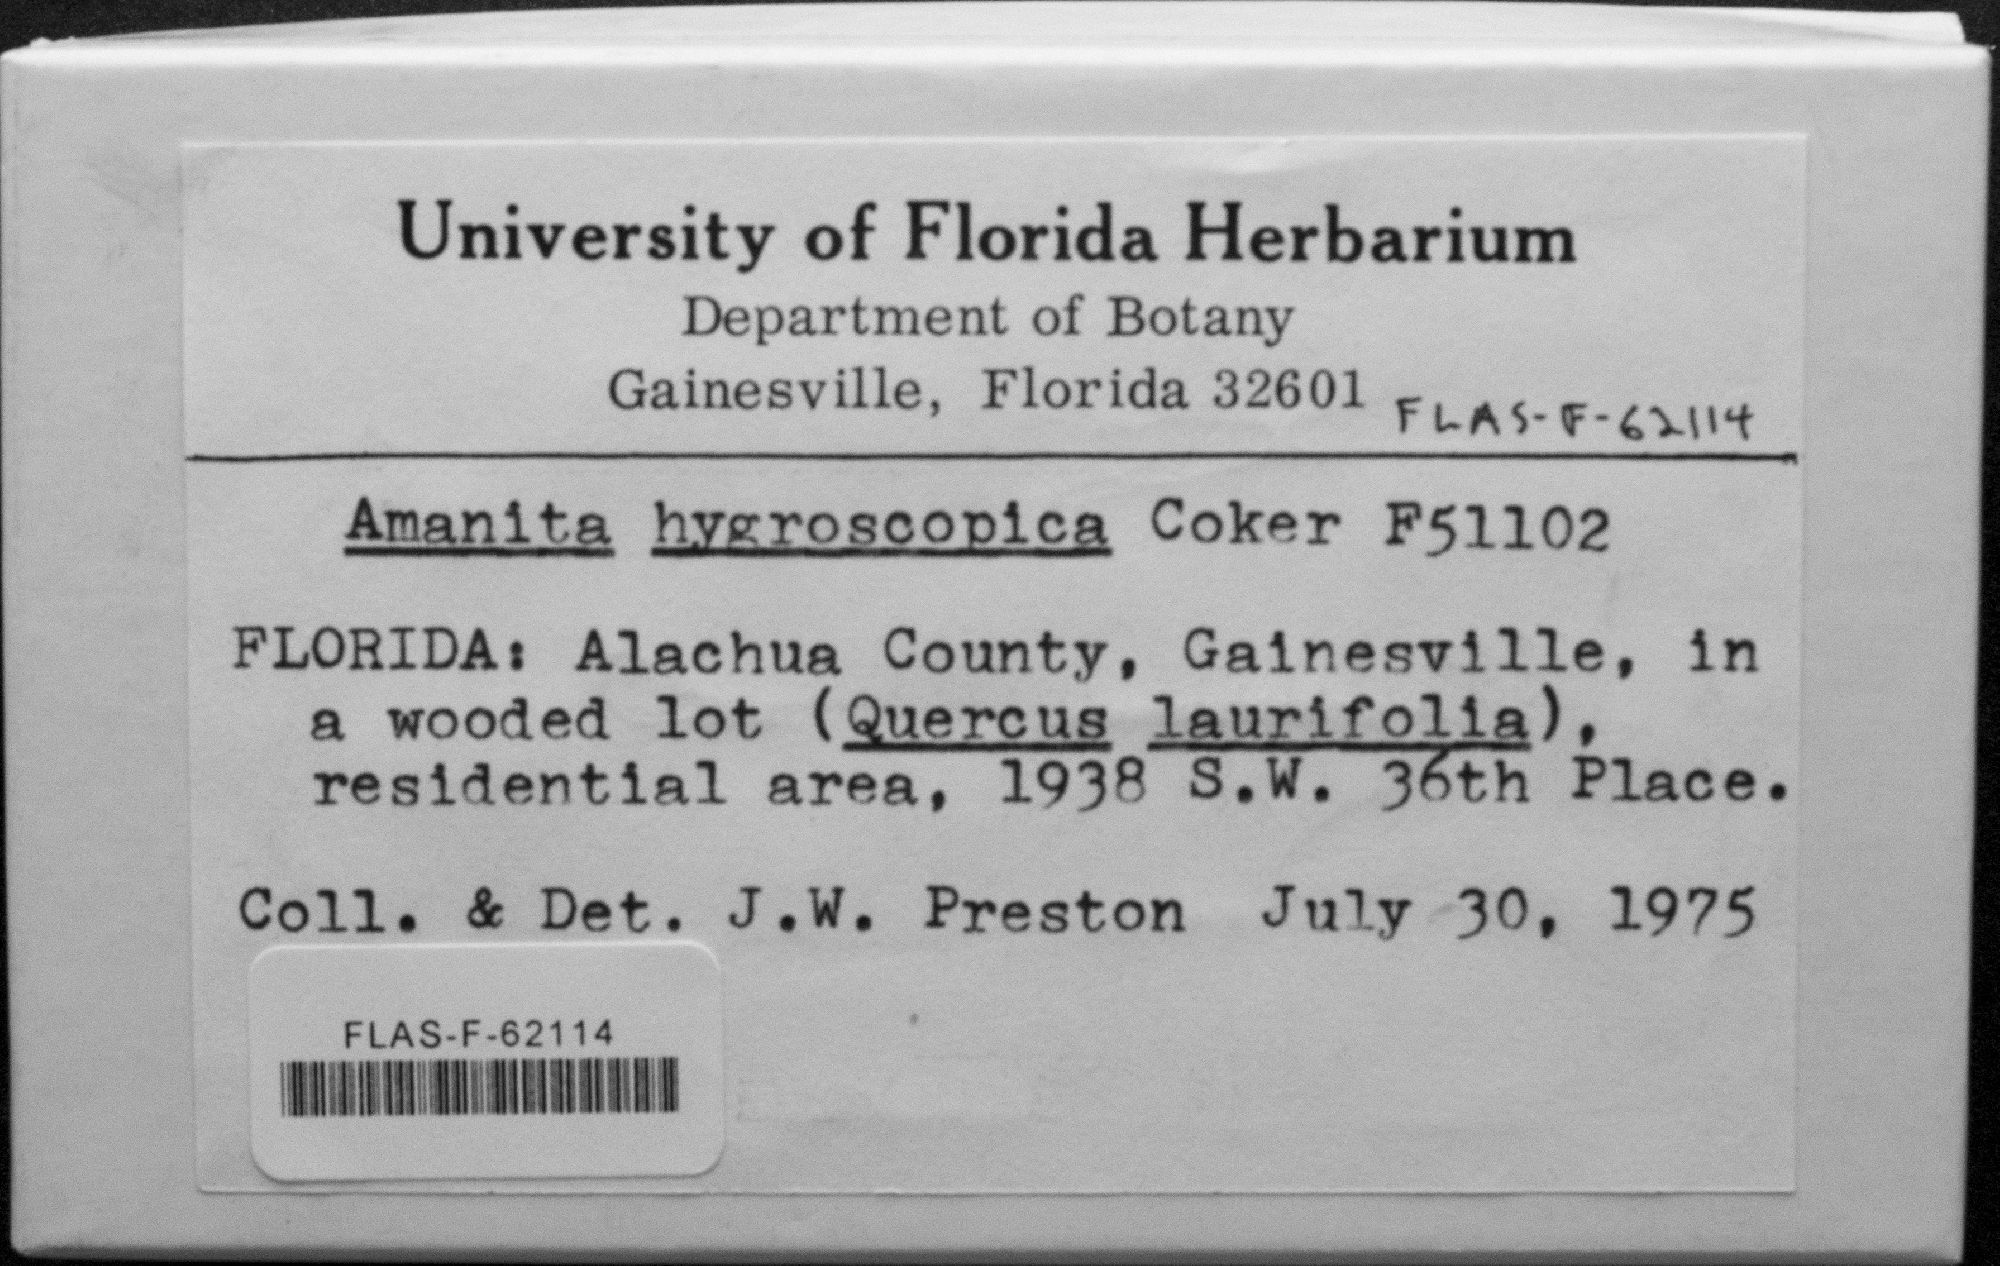 University of Florida Herbarium
Department of Botany
Gainesville, Florida 32601
FLAS-F-62114
Amanita hygroscopica Coker F51102
FLORIDA: Alachua County, Gainesville, in
a wooded lot (Quercus laurifolia),
residential area, 1938 S.W. 36th Place.
Coll. & Det. J.W. Preston July 30, 1975
FLAS-F-62114